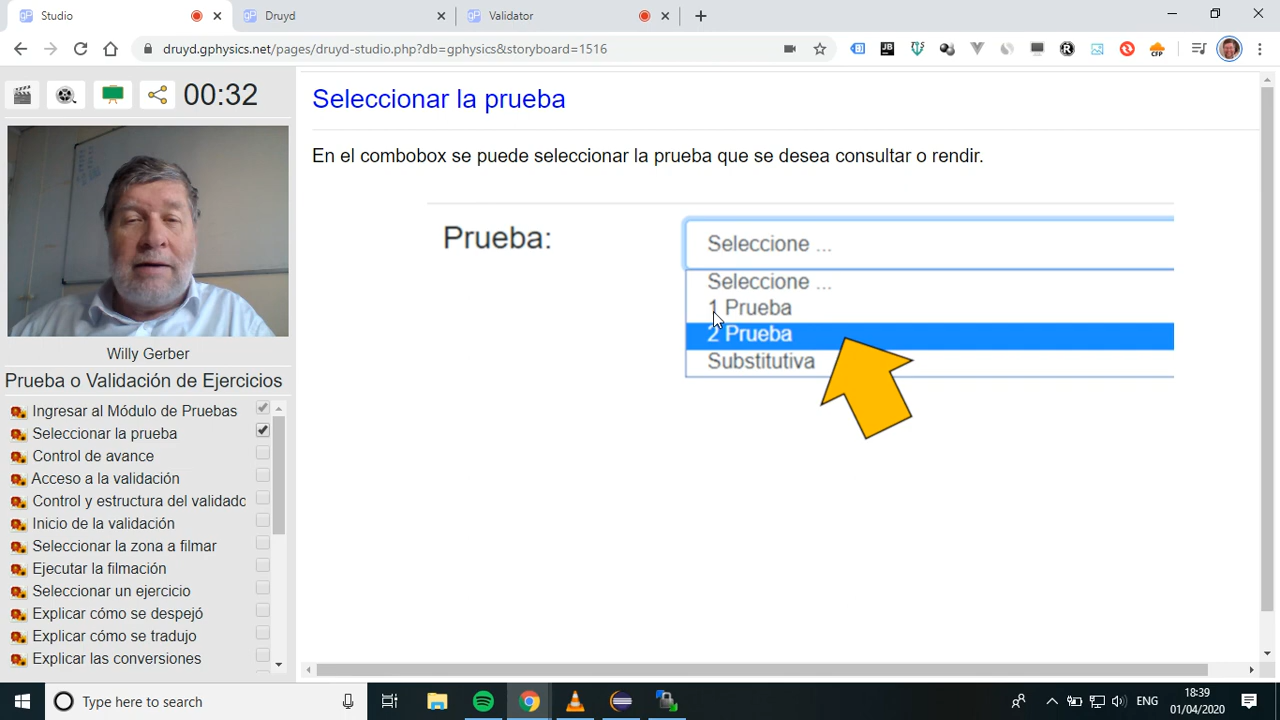 Studio
Druyd
Validator
druyd.gphysics.net/pages/druyd-studio.php?db=gphysics&storyboard=1516
00:32
Willy Gerber
Prueba o Validación de Ejercicios
Ingresar al Módulo de Pruebas
Seleccionar la prueba
Control de avance
Acceso a la validación
Control y estructura del validado
Inicio de la validación
Seleccionar la zona a filmar
Ejecutar la filmación
Seleccionar un ejercicio
Explicar cómo se despejó
Explicar cómo se tradujo
Explicar las conversiones
Seleccionar la prueba
En el combobox se puede seleccionar la prueba que se desea consultar o rendir.
Prueba:
Seleccione ...
Seleccione ...
1 Prueba
2 Prueba
Substitutiva
Type here to search
ENG
18:39
01/04/2020